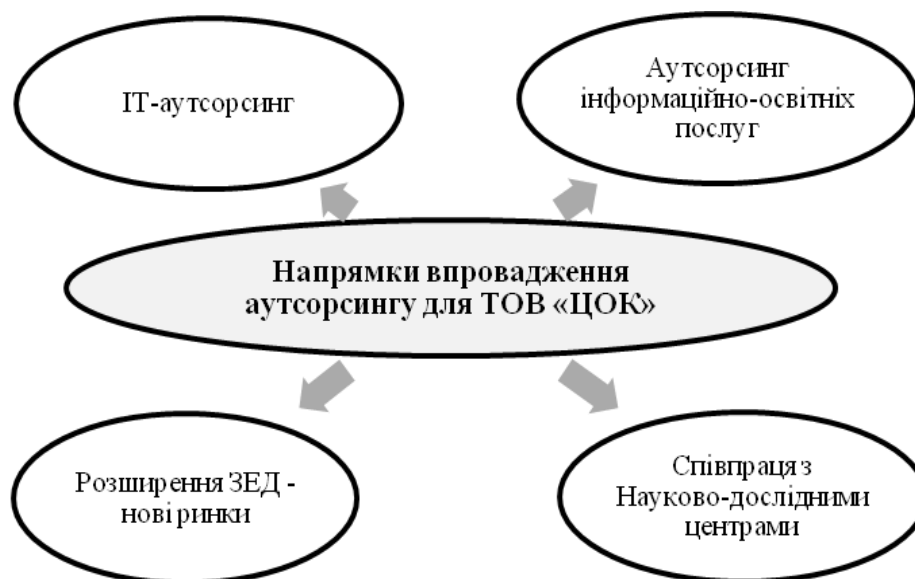 ІТ-аутсорсинг
Аутсорсинг
інформаційно-освітніх
послуг
Напрямки впровадження
аутсорсингу для ТОВ «ЦОК»
Розширення ЗЕД -
нові ринки
Співпраця з
Науково-дослідними
центрами